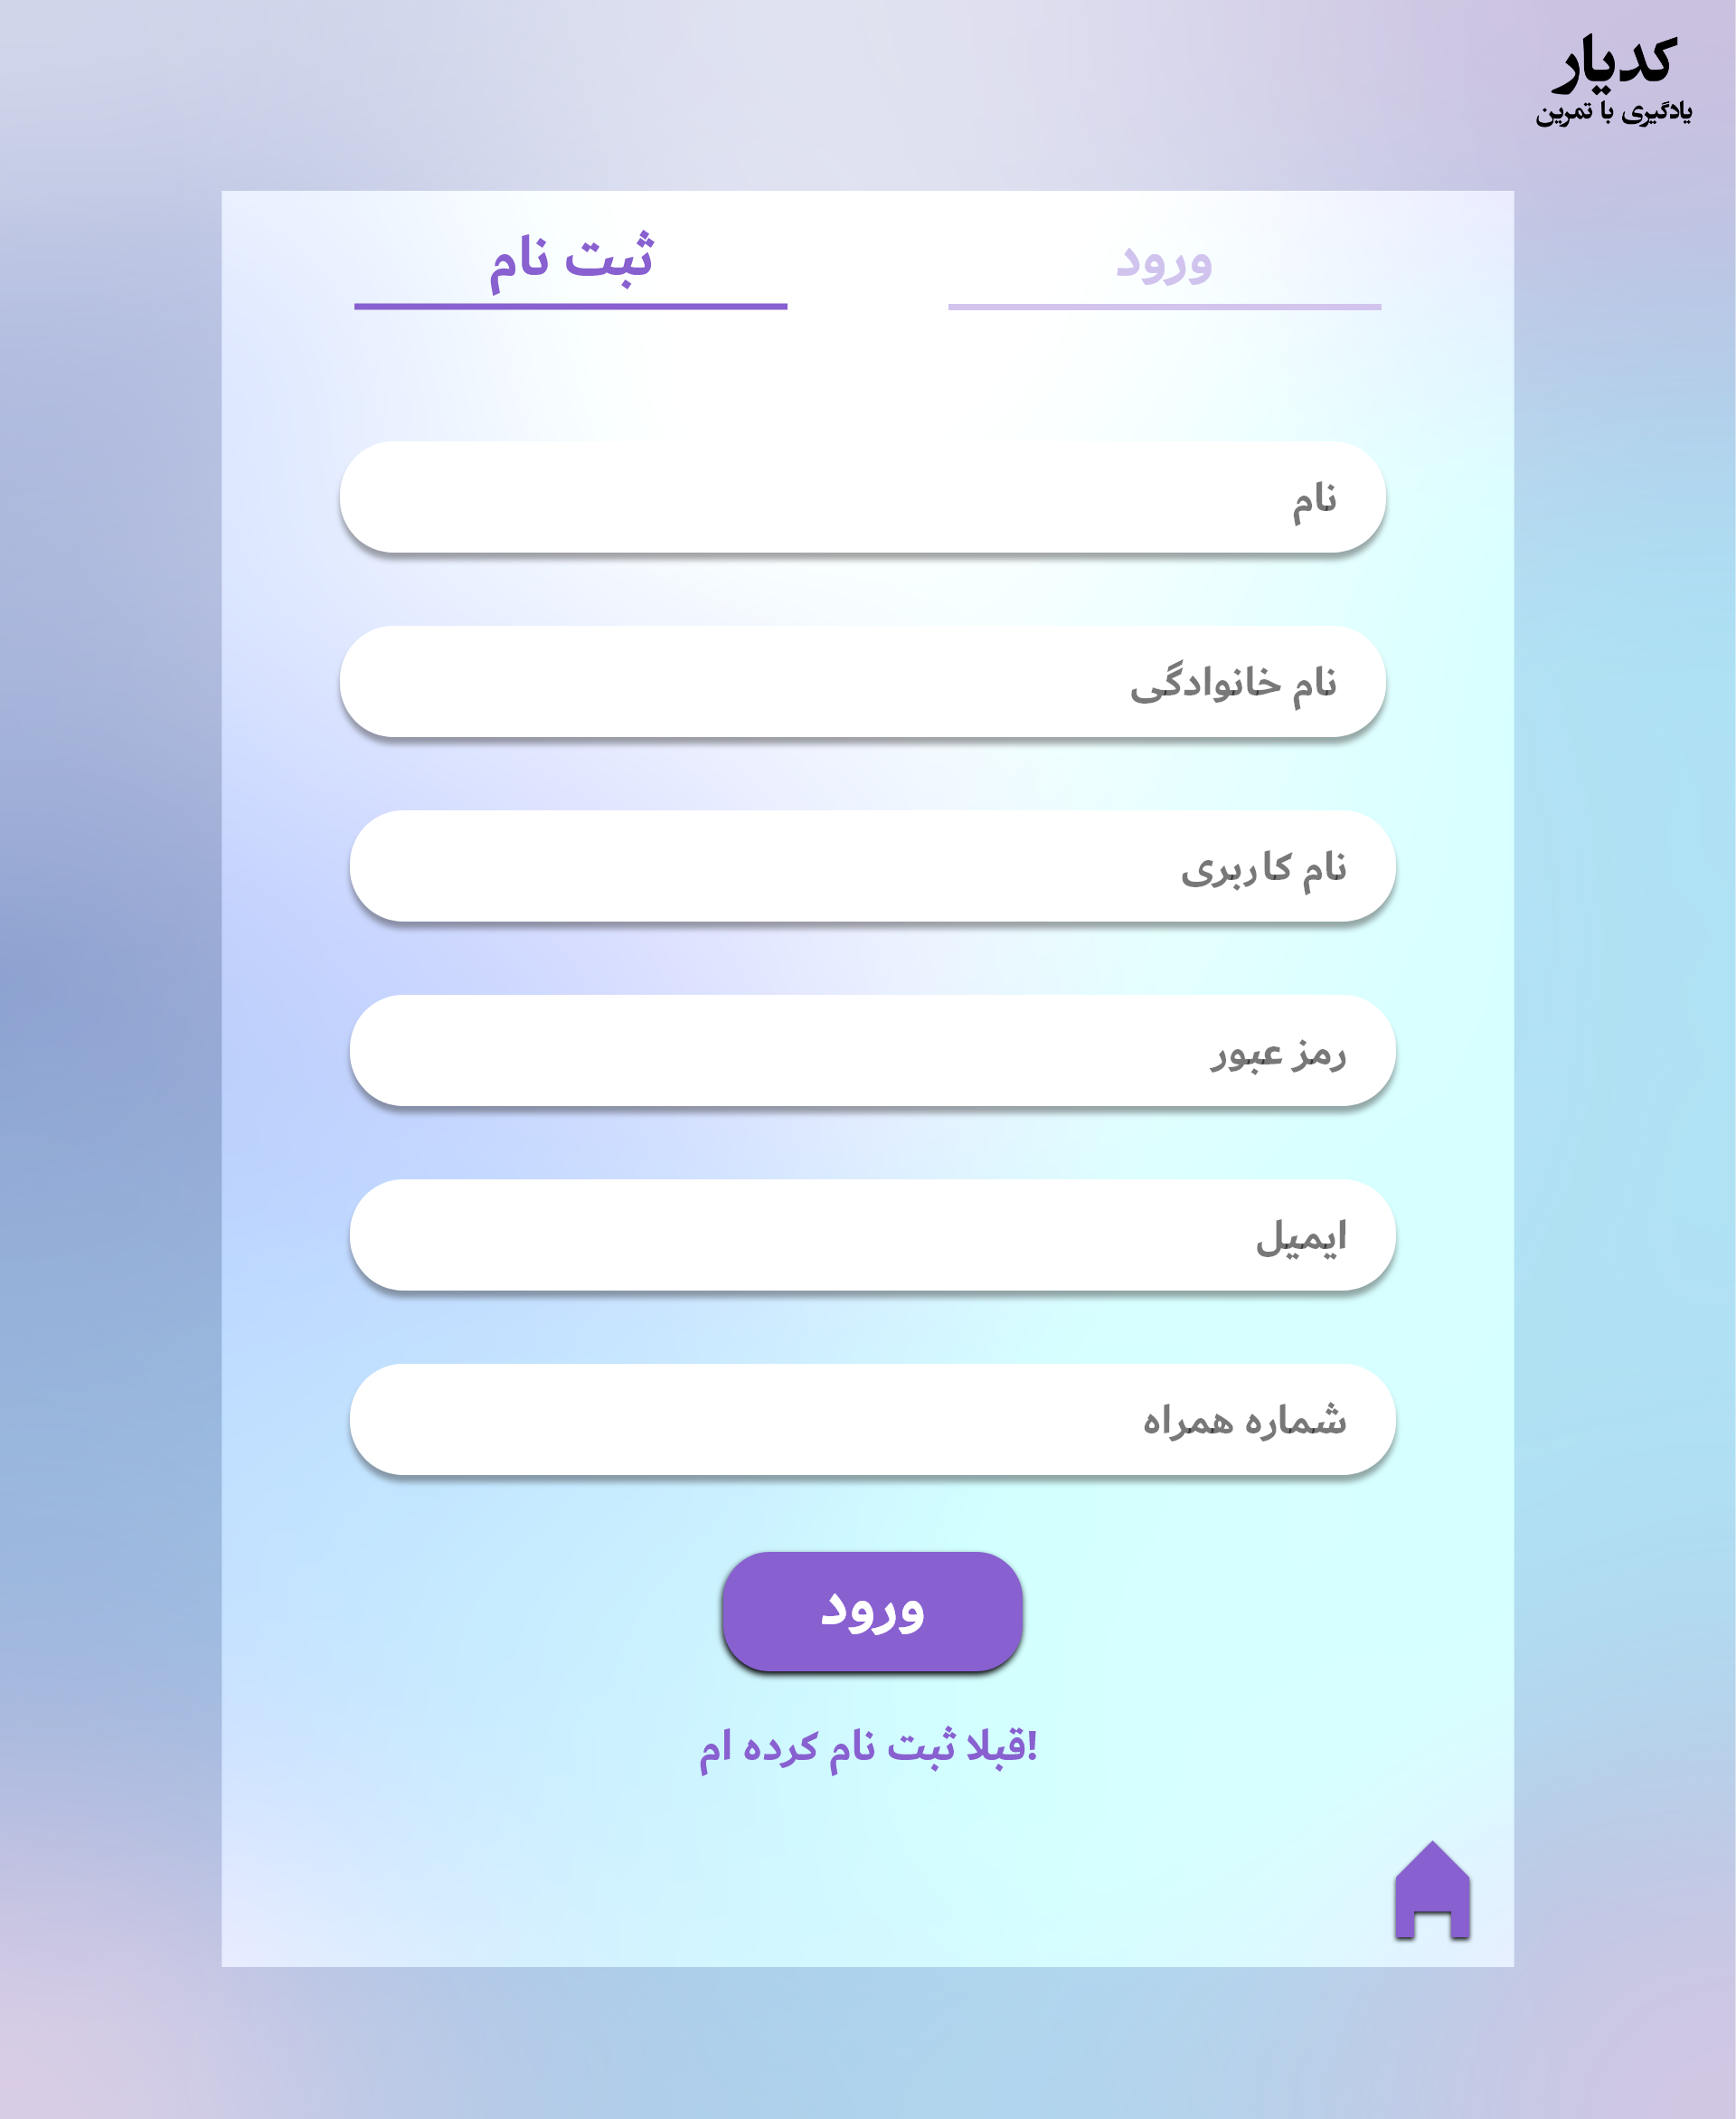 کدیار
یادگیری با تمرین
ورود
ثبت نام
نام
نام خانوادگی
نام کاربری
رمز عبور
ایمیل
شماره همراه
ورود
!قبلا ثبت نام کرده ام